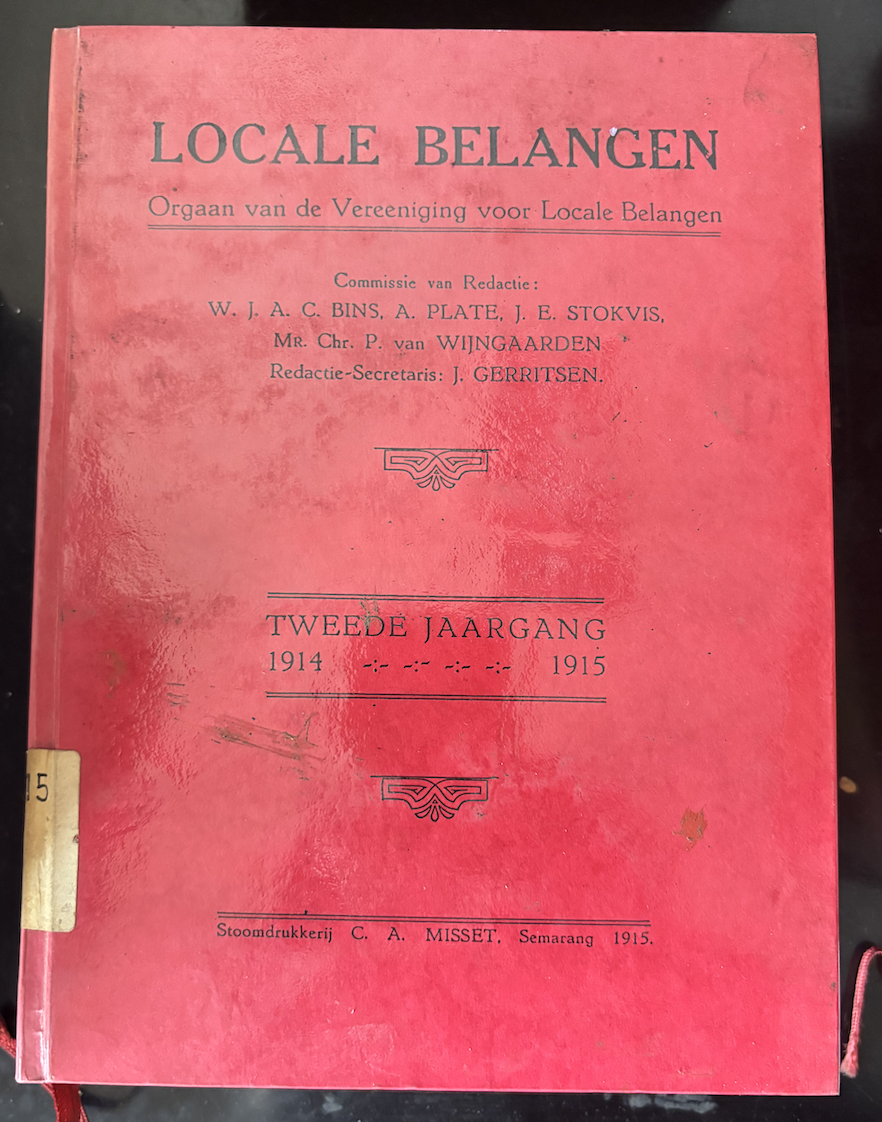 LOCALE BELANGEN
Orgaan van de Vereeniging voor Locale Belangen
Commissie van Redactie:
W. J. A. C. BINS, A. PLATE, J. E. STOKVIS,
MR. Chr. P. van WIJNGAARDEN
Redactie-Secretaris: J. GERRITSEN.
TWEEDE JAARGANG
1914 -:- -:- -:- -:- 1915
15
Stoomdrukkerij C. A. MISSET, Semarang 1915.